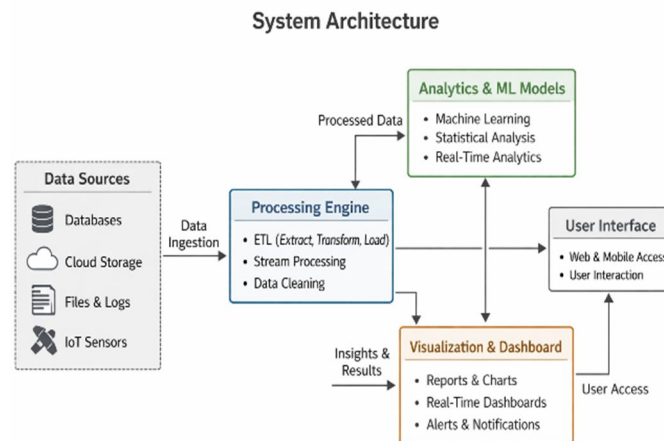 System Architecture
Analytics & ML Models
• Machine Learning
• Statistical Analysis
• Real-Time Analytics
Processed Data
Data Sources
Databases
Cloud Storage
Files & Logs
IoT Sensors
Data
Ingestion
Processing Engine
• ETL (Extract, Transform, Load)
• Stream Processing
• Data Cleaning
User Interface
• Web & Mobile Access
• User Interaction
Insights &
Results
Visualization & Dashboard
• Reports & Charts
• Real-Time Dashboards
• Alerts & Notifications
User Access